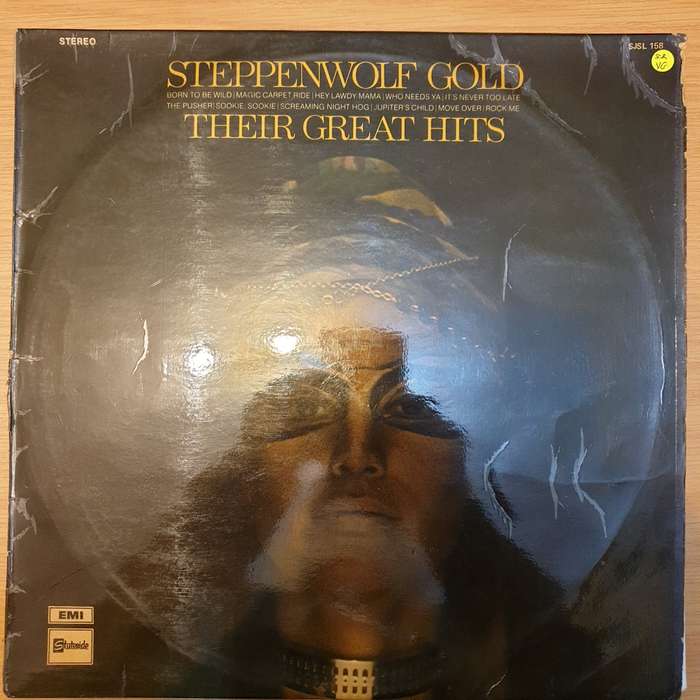 STEREO
SJSL 158
VG
STEPPENWOLF GOLD
BORN TO BE WILD | MAGIC CARPET RIDE | HEY LAWDY MAMA | WHO NEEDS YA | IT'S NEVER TOO LATE
THE PUSHER | SOOKIE, SOOKIE | SCREAMING NIGHT HOG | JUPITER'S CHILD | MOVE OVER | ROCK ME
THEIR GREAT HITS
EMI
Stateside